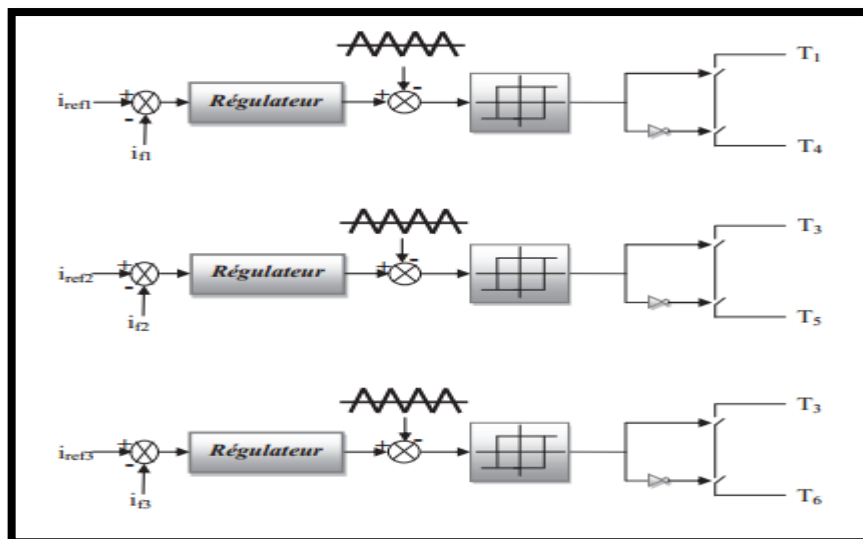 T1
iref1 + - Régulateur + -
if1
T4
T3
iref2 + - Régulateur + -
if2
T5
T3
iref3 + - Régulateur + -
if3
T6